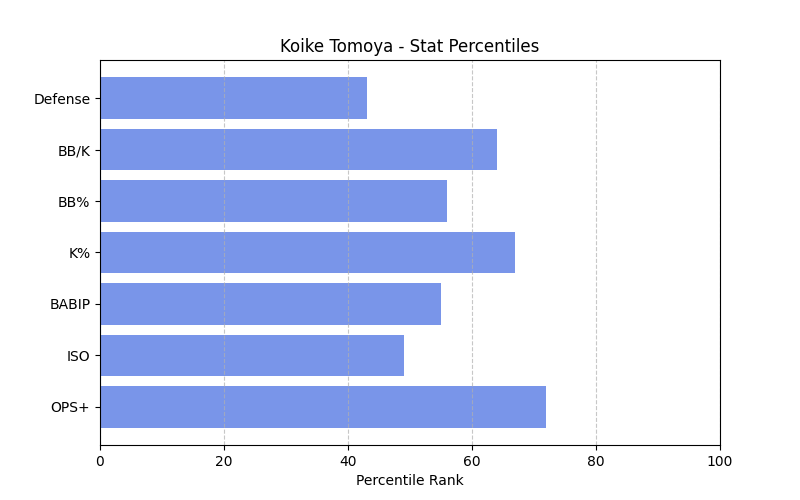 Koike Tomoya - Stat Percentiles
Defense
BB/K
BB%
K%
BABIP
ISO
OPS+
0 20 40 60 80 100
Percentile Rank